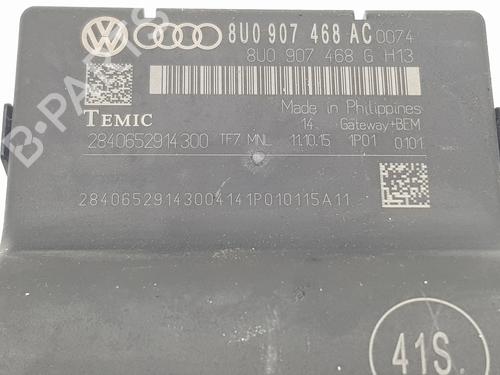 8U0 907 468 AC 0074
8U0 907 468 G H13
TEMIC
Made in Philippines
14 Gateway+BEM
2840652914300 TF7 MNL 11.10.15 1P01 0101
28406529143004141P010115A11
41S